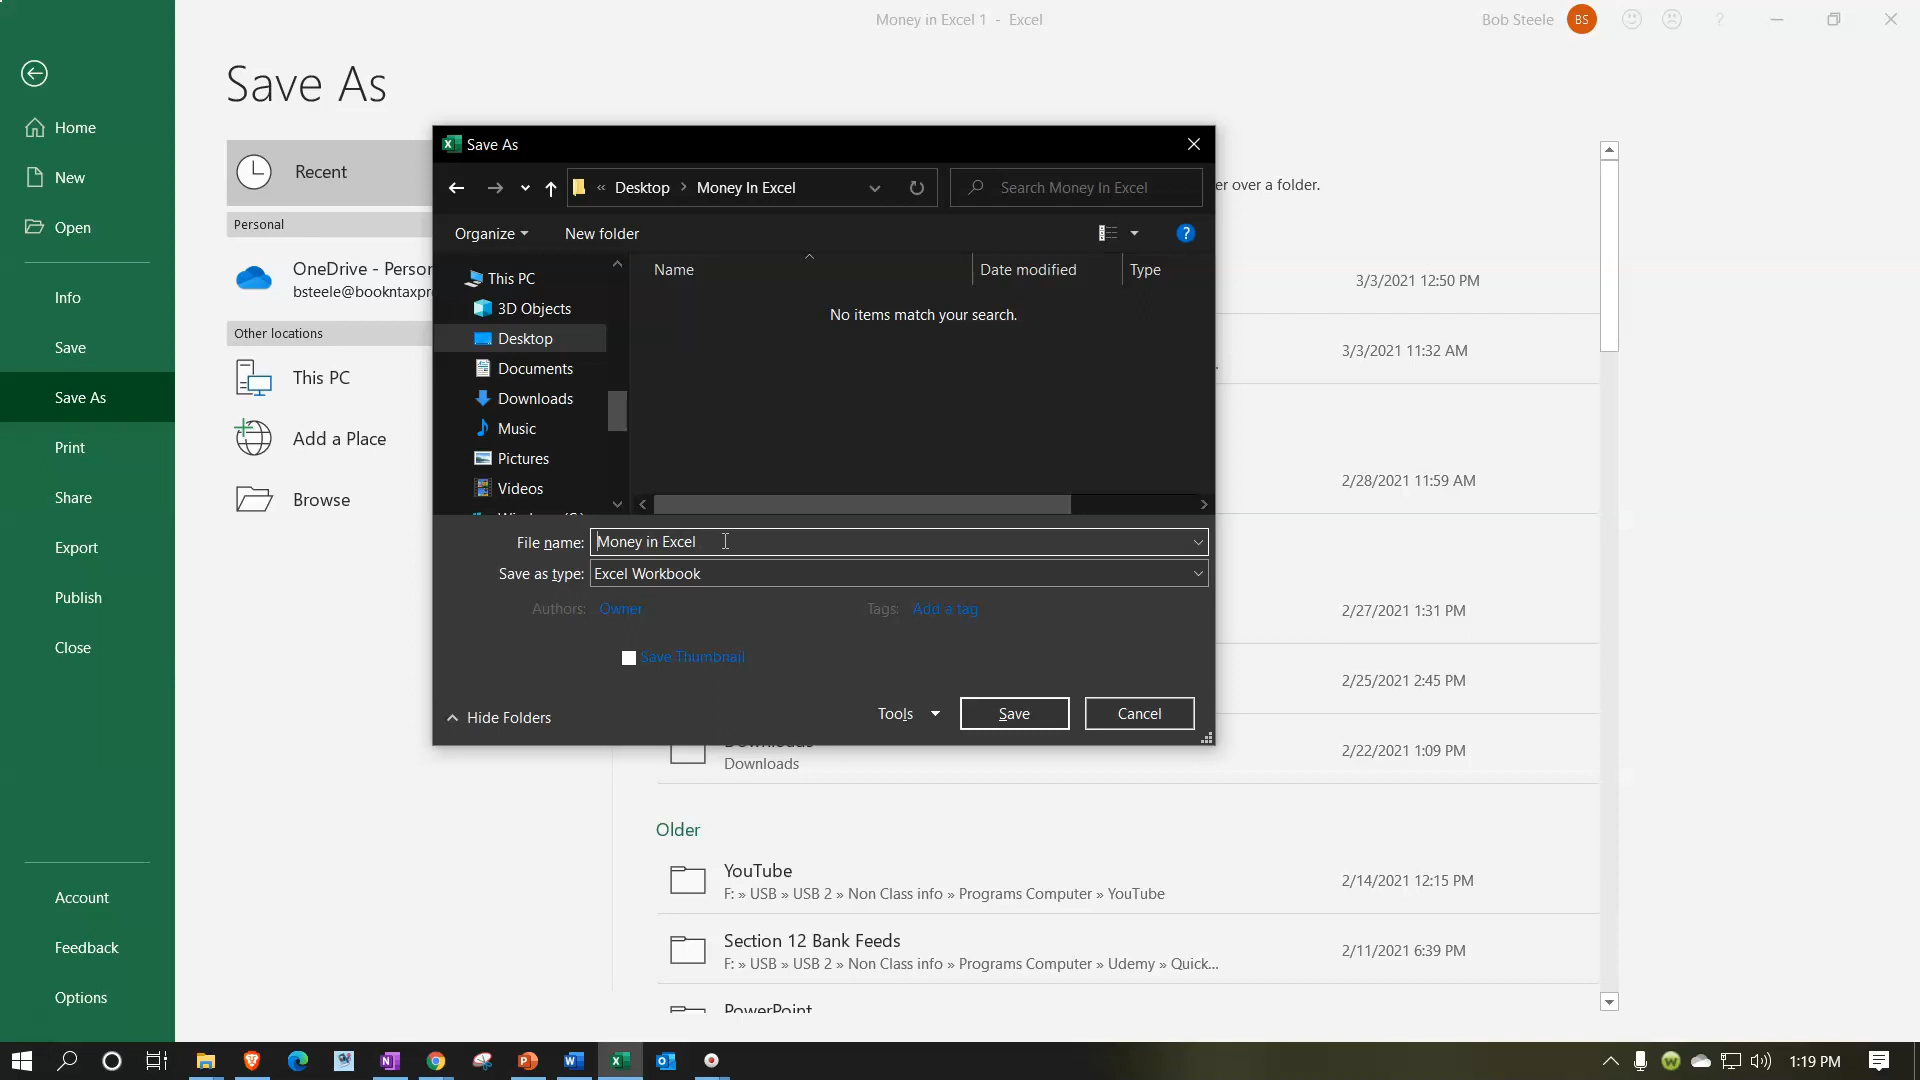 Money in Excel 1 - Excel
Bob Steele
BS
?
Save As
Home
New
Open
Info
Save
Save As
Print
Share
Export
Publish
Close
Account
Feedback
Options
Recent
Personal
OneDrive - Person
bsteele@bookntaxpr
Other locations
This PC
Add a Place
Browse
Save As
« Desktop > Money In Excel
Search Money In Excel
Organize
New folder
?
This PC
3D Objects
Desktop
Documents
Downloads
Music
Pictures
Videos
Name
Date modified
Type
No items match your search.
File name: Money in Excel
Save as type: Excel Workbook
Authors: Owner
Tags: Add a tag
Save Thumbnail
Hide Folders
Tools
Save
Cancel
er over a folder.
3/3/2021 12:50 PM
3/3/2021 11:32 AM
2/28/2021 11:59 AM
2/27/2021 1:31 PM
2/25/2021 2:45 PM
Downloads
Downloads
2/22/2021 1:09 PM
Older
YouTube
F: » USB » USB 2 » Non Class info » Programs Computer » YouTube
2/14/2021 12:15 PM
Section 12 Bank Feeds
F: » USB » USB 2 » Non Class info » Programs Computer » Udemy » Quick...
2/11/2021 6:39 PM
PowerPoint
1:19 PM